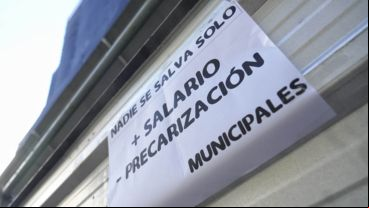 NADIE SE SALVA SOLO
+ SALARIO
- PRECARIZACIÓN
MUNICIPALES